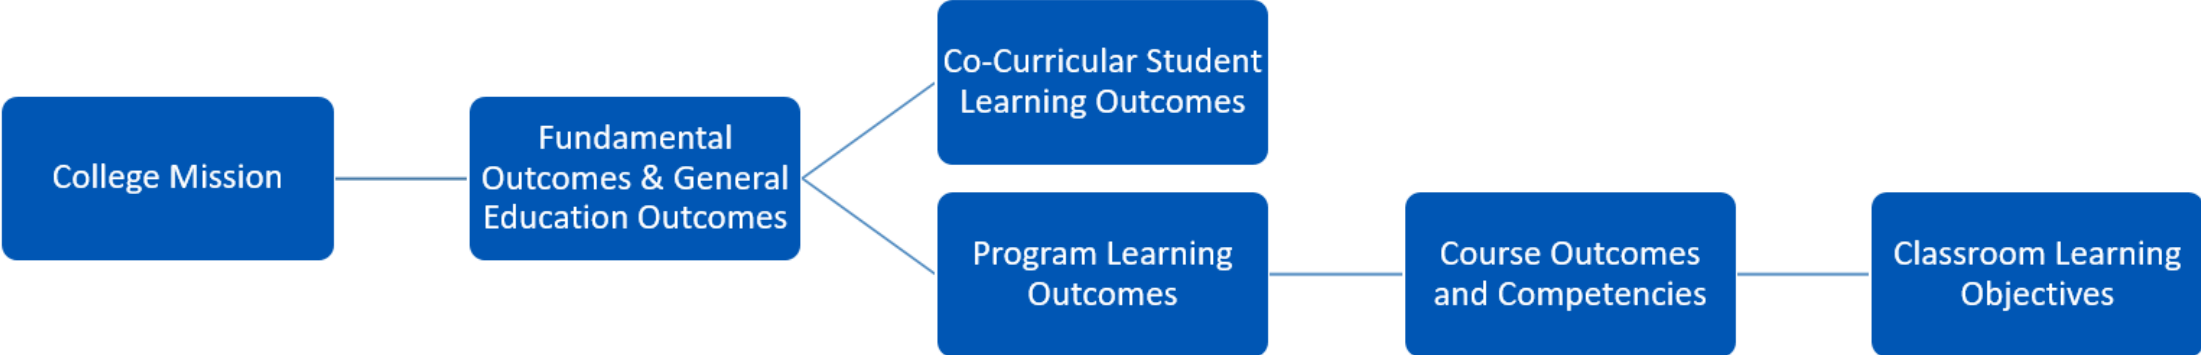 College Mission
Fundamental
Outcomes & General
Education Outcomes
Co-Curricular Student
Learning Outcomes
Program Learning
Outcomes
Course Outcomes
and Competencies
Classroom Learning
Objectives